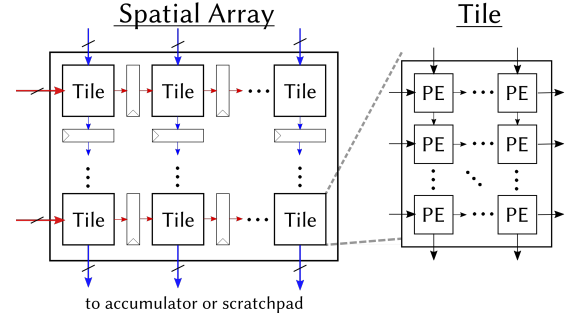 Spatial Array
Tile
Tile Tile ··· Tile
PE ··· PE
PE ··· PE
Tile Tile ··· Tile
PE ··· PE
to accumulator or scratchpad